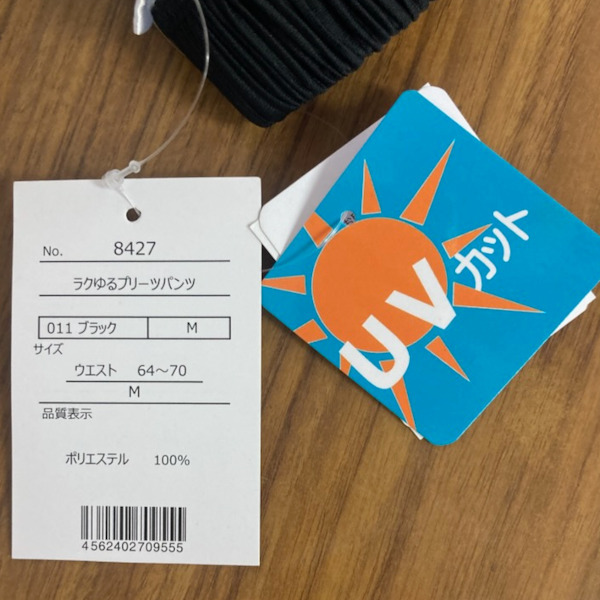 No. 8427
ラクゆるプリーツパンツ
011 ブラック M
サイズ
ウエスト 64～70
M
品質表示
ポリエステル 100%
4562402709555
UVカット